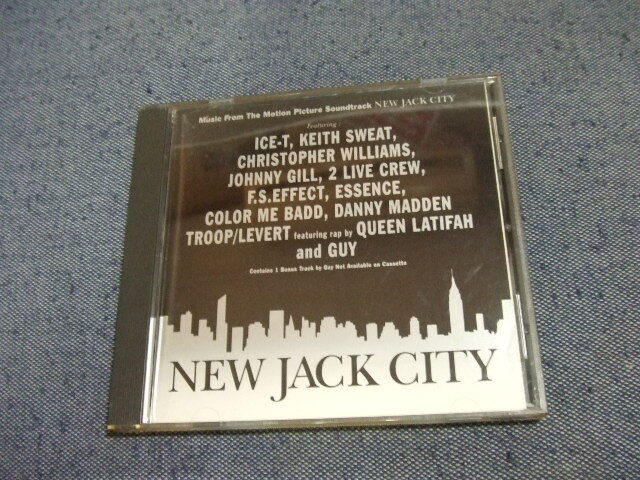 Music From The Motion Picture Soundtrack NEW JACK CITY
featuring:
ICE-T, KEITH SWEAT,
CHRISTOPHER WILLIAMS,
JOHNNY GILL, 2 LIVE CREW,
F.S.EFFECT, ESSENCE,
COLOR ME BADD, DANNY MADDEN
TROOP/LEVERT featuring rap by QUEEN LATIFAH
and GUY
Contains 1 Bonus Track by Guy Not Available on Cassette
NEW JACK CITY